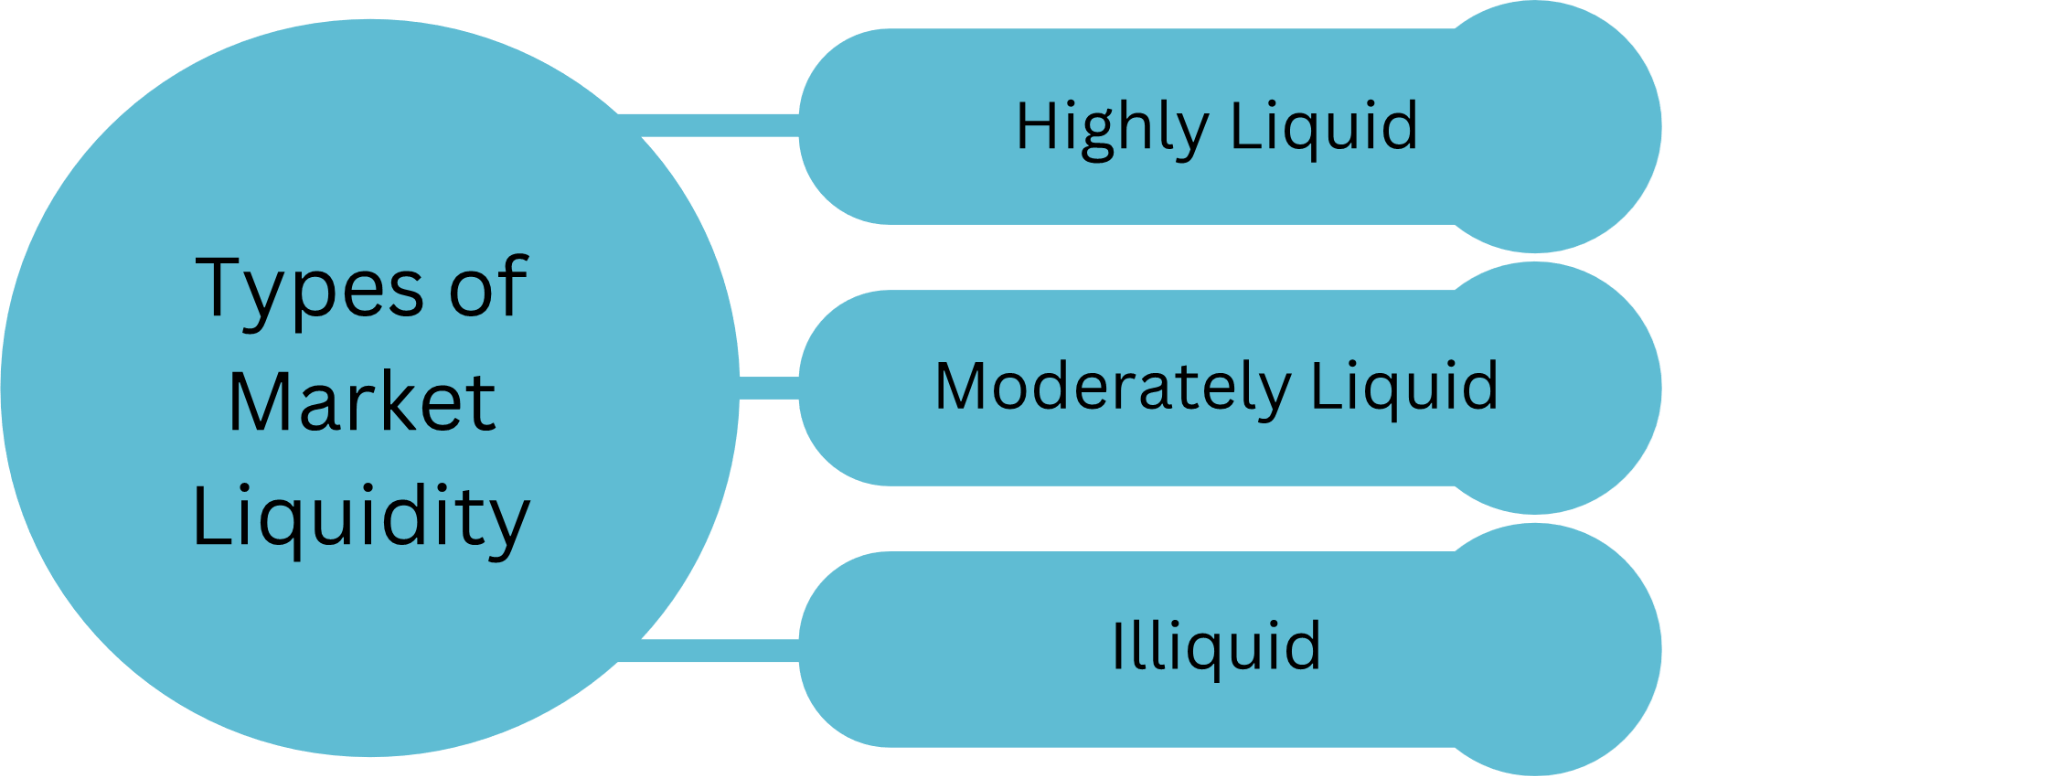 Types of
Market
Liquidity
Highly Liquid
Moderately Liquid
Illiquid